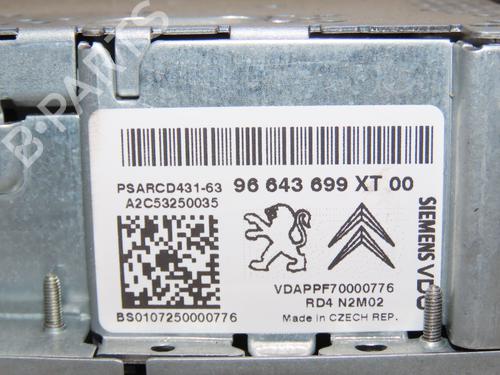 B-PARTS
PSARCD431-63 96 643 699 XT 00
A2C53250035
SIEMENS VDO
VDAPPF70000776
RD4 N2M02
BS0107250000776
Made in CZECH REP.